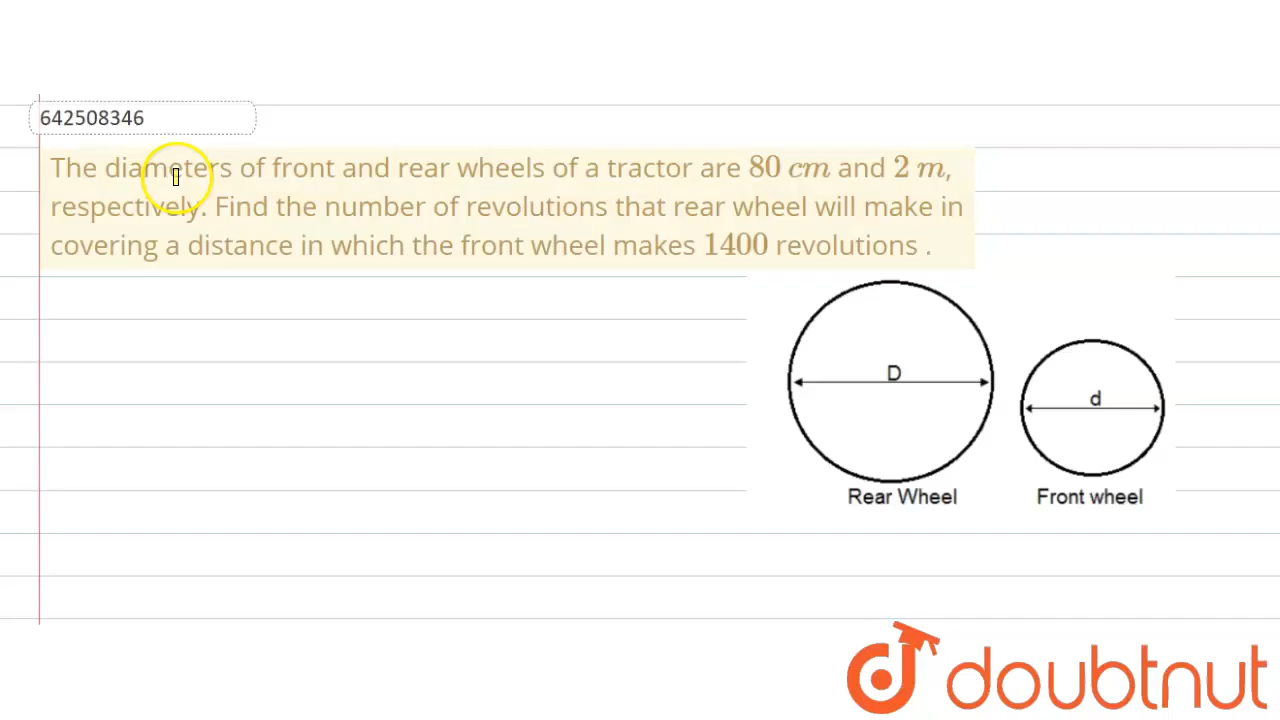 642508346
The diameters of front and rear wheels of a tractor are 80 cm and 2 m,
respectively. Find the number of revolutions that rear wheel will make in
covering a distance in which the front wheel makes 1400 revolutions .
D
d
Rear Wheel
Front wheel
doubtnut